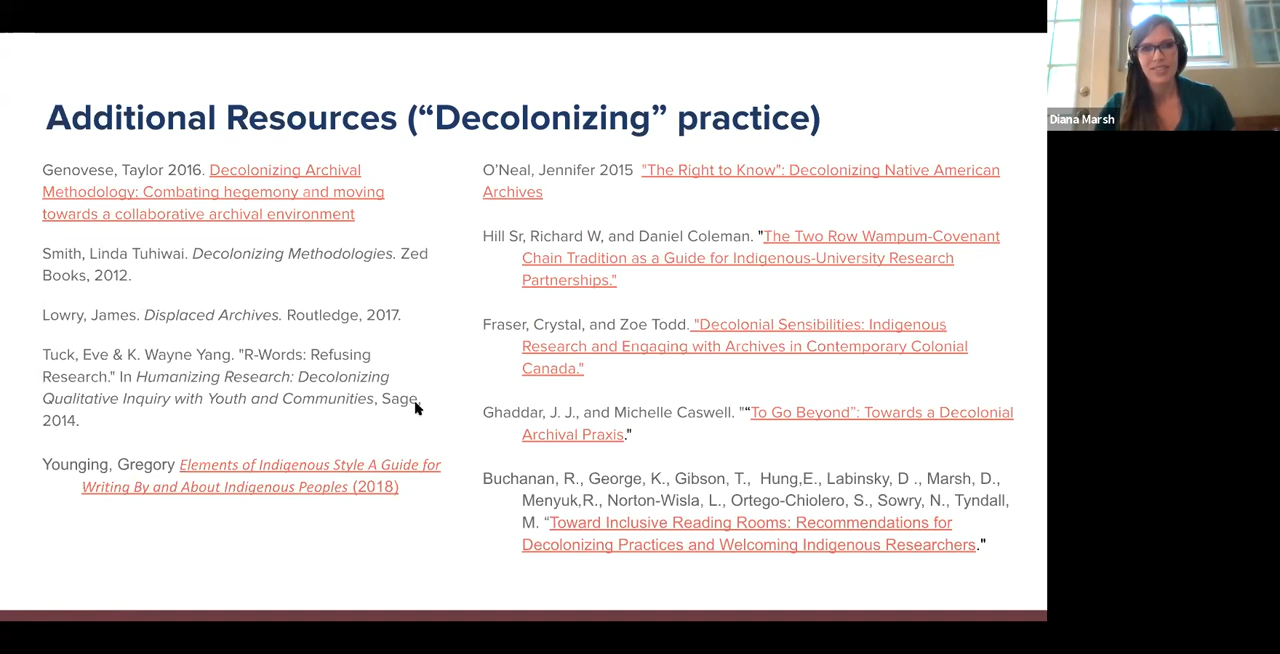 Additional Resources (“Decolonizing” practice)
Genovese, Taylor 2016. Decolonizing Archival
Methodology: Combating hegemony and moving
towards a collaborative archival environment
Smith, Linda Tuhiwai. Decolonizing Methodologies. Zed
Books, 2012.
Lowry, James. Displaced Archives. Routledge, 2017.
Tuck, Eve & K. Wayne Yang. "R-Words: Refusing
Research." In Humanizing Research: Decolonizing
Qualitative Inquiry with Youth and Communities, Sage,
2014.
Younging, Gregory Elements of Indigenous Style A Guide for
Writing By and About Indigenous Peoples (2018)
O’Neal, Jennifer 2015 "The Right to Know": Decolonizing Native American
Archives
Hill Sr, Richard W, and Daniel Coleman. "The Two Row Wampum-Covenant
Chain Tradition as a Guide for Indigenous-University Research
Partnerships."
Fraser, Crystal, and Zoe Todd. "Decolonial Sensibilities: Indigenous
Research and Engaging with Archives in Contemporary Colonial
Canada."
Ghaddar, J. J., and Michelle Caswell. "“To Go Beyond”: Towards a Decolonial
Archival Praxis."
Buchanan, R., George, K., Gibson, T., Hung,E., Labinsky, D ., Marsh, D.,
Menyuk,R., Norton-Wisla, L., Ortego-Chiolero, S., Sowry, N., Tyndall,
M. “Toward Inclusive Reading Rooms: Recommendations for
Decolonizing Practices and Welcoming Indigenous Researchers."
Diana Marsh